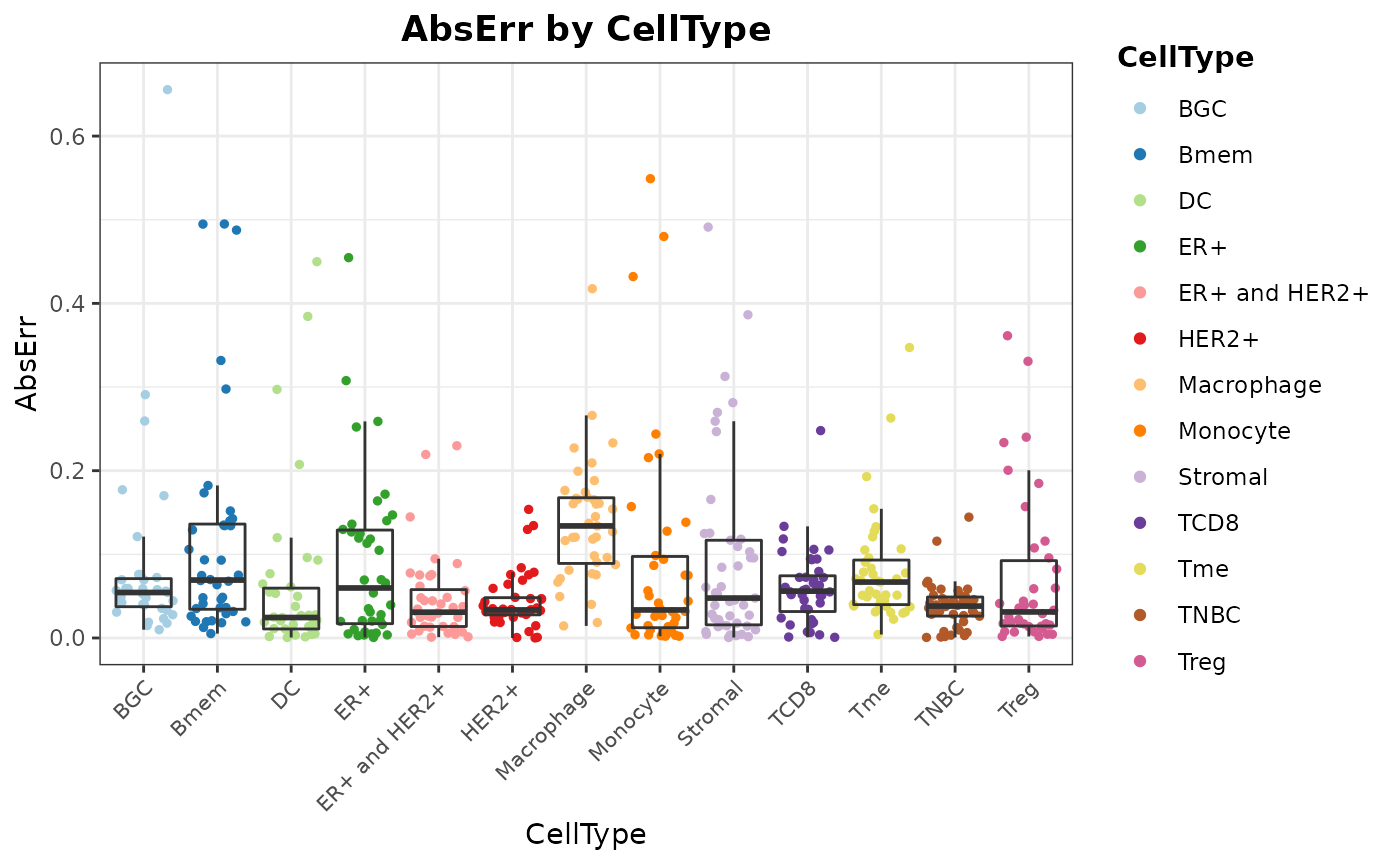 AbsErr by CellType
AbsErr
0.6
0.4
0.2
0.0
BGC
Bmem
DC
ER+
ER+ and HER2+
HER2+
Macrophage
Monocyte
Stromal
TCD8
Tme
TNBC
Treg
CellType
CellType
BGC
Bmem
DC
ER+
ER+ and HER2+
HER2+
Macrophage
Monocyte
Stromal
TCD8
Tme
TNBC
Treg